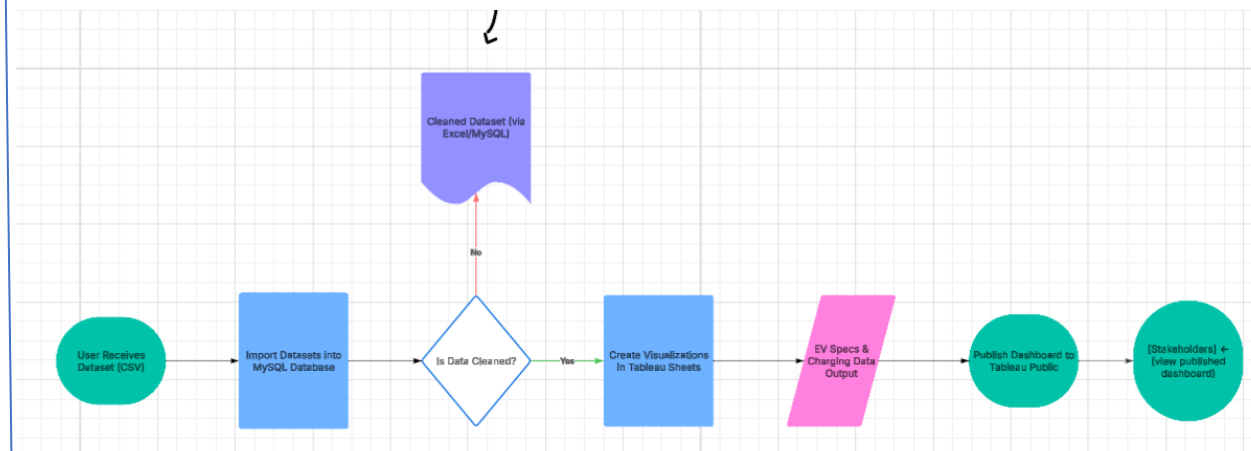 Cleaned Dataset (via
Excel/MySQL)
No
User Receives
Dataset (CSV)
Import Datasets into
MySQL Database
Is Data Cleaned?
Yes
Create Visualizations
in Tableau Sheets
EV Specs &
Charging Data
Output
Publish Dashboard to
Tableau Public
[Stakeholders] ←
(view published
dashboard)